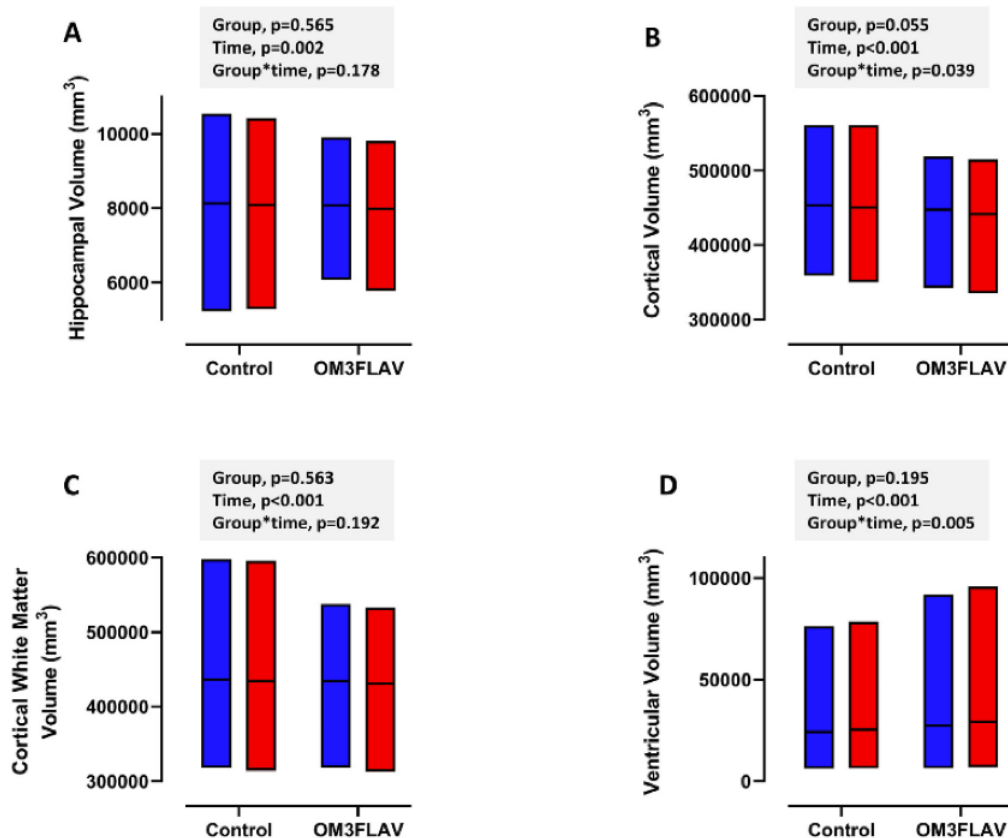 A
Group, p=0.565
Time, p=0.002
Group*time, p=0.178
Hippocampal Volume (mm³)
10000
8000
6000
Control OM3FLAV
B
Group, p=0.055
Time, p<0.001
Group*time, p=0.039
Cortical Volume (mm³)
600000
500000
400000
300000
Control OM3FLAV
C
Group, p=0.563
Time, p<0.001
Group*time, p=0.192
Cortical White Matter
Volume (mm³)
600000
500000
400000
300000
Control OM3FLAV
D
Group, p=0.195
Time, p<0.001
Group*time, p=0.005
Ventricular Volume (mm³)
100000
50000
0
Control OM3FLAV